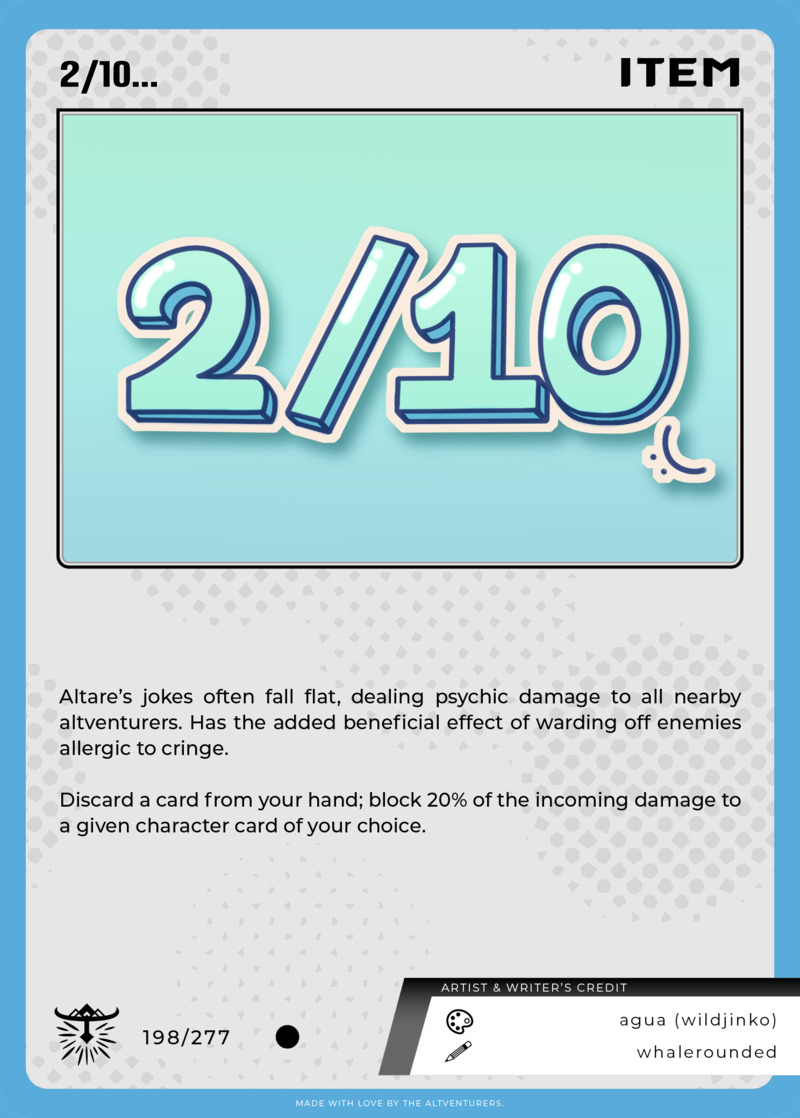 2/10...
ITEM
2/10
Altare's jokes often fall flat, dealing psychic damage to all nearby
altventurers. Has the added beneficial effect of warding off enemies
allergic to cringe.
Discard a card from your hand; block 20% of the incoming damage to
a given character card of your choice.
ARTIST & WRITER'S CREDIT
198/277
agua (wildjinko)
whalerounded
MADE WITH LOVE BY THE ALTVENTURERS.